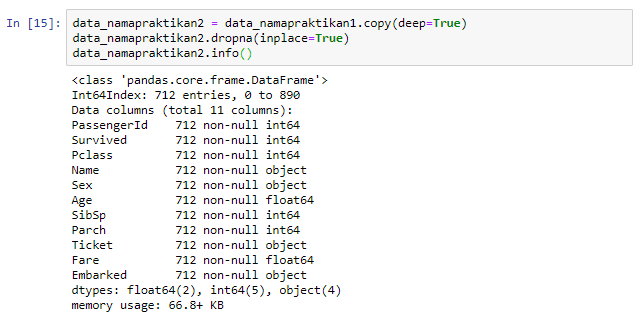 In [15]: data_namapraktikan2 = data_namapraktikan1.copy(deep=True)
data_namapraktikan2.dropna(inplace=True)
data_namapraktikan2.info()
<class 'pandas.core.frame.DataFrame'>
Int64Index: 712 entries, 0 to 890
Data columns (total 11 columns):
PassengerId    712 non-null int64
Survived       712 non-null int64
Pclass         712 non-null int64
Name           712 non-null object
Sex            712 non-null object
Age            712 non-null float64
SibSp          712 non-null int64
Parch          712 non-null int64
Ticket         712 non-null object
Fare           712 non-null float64
Embarked       712 non-null object
dtypes: float64(2), int64(5), object(4)
memory usage: 66.8+ KB